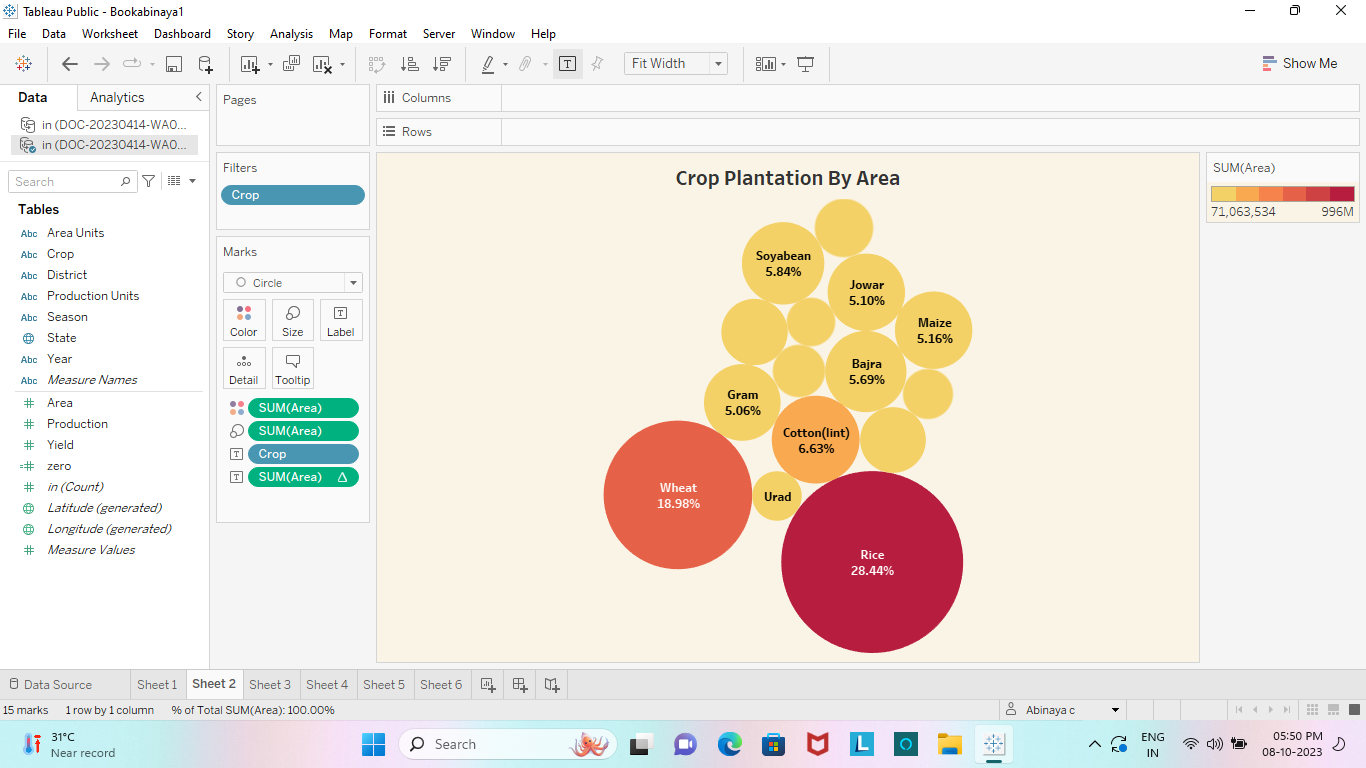 Tableau Public - Bookabinaya1
File Data Worksheet Dashboard Story Analysis Map Format Server Window Help
Fit Width
Show Me
Data Analytics
in (DOC-20230414-WA0...
in (DOC-20230414-WA0...
Search
Tables
Abc Area Units
Abc Crop
Abc District
Abc Production Units
Abc Season
State
Abc Year
Abc Measure Names
# Area
# Production
# Yield
=# zero
# in (Count)
Latitude (generated)
Longitude (generated)
# Measure Values
Pages
Filters
Crop
Marks
Circle
Color Size Label
Detail Tooltip
SUM(Area)
SUM(Area)
Crop
SUM(Area) △
Columns
Rows
Crop Plantation By Area
Soyabean
5.84%
Jowar
5.10%
Maize
5.16%
Bajra
5.69%
Gram
5.06%
Cotton(lint)
6.63%
Wheat
18.98%
Urad
Rice
28.44%
SUM(Area)
71,063,534 996M
Data Source Sheet 1 Sheet 2 Sheet 3 Sheet 4 Sheet 5 Sheet 6
15 marks 1 row by 1 column % of Total SUM(Area): 100.00%
Abinaya c
31°C
Near record
Search
ENG
IN
05:50 PM
08-10-2023